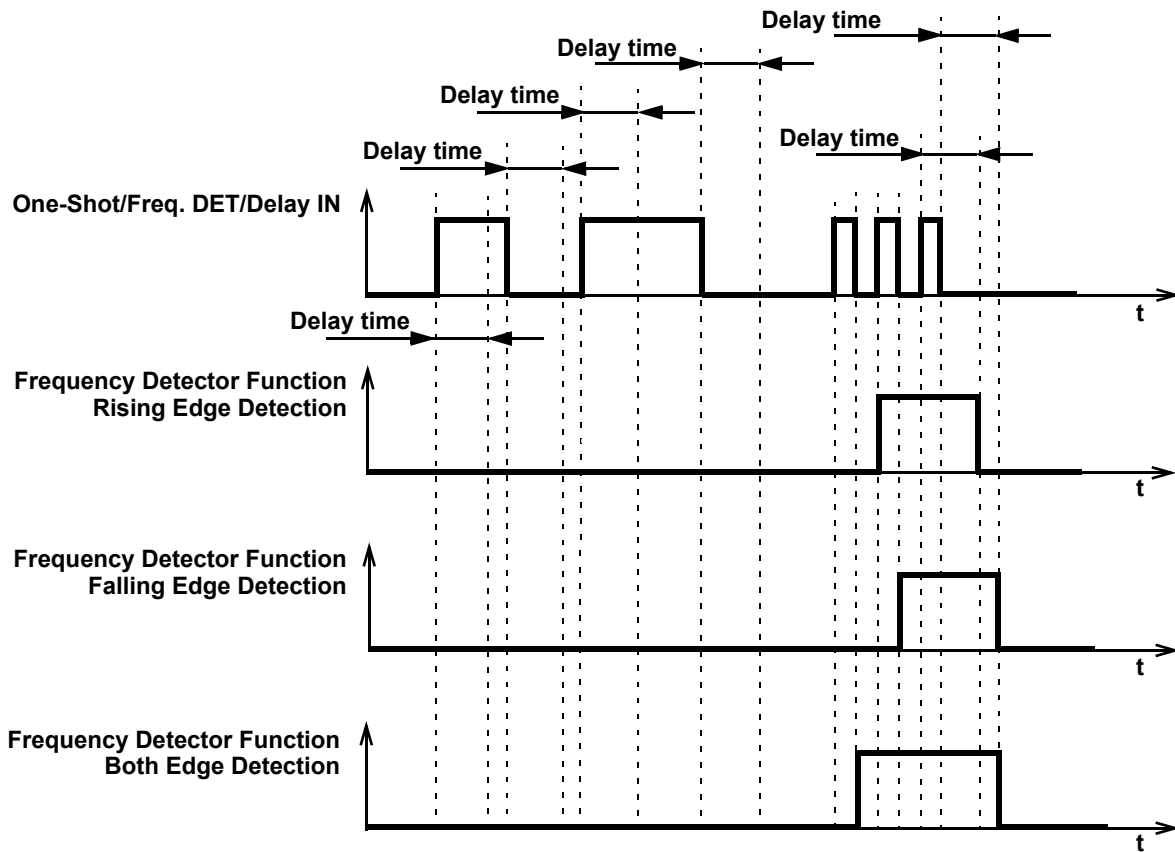 Delay time
Delay time
Delay time
Delay time
Delay time
One-Shot/Freq. DET/Delay IN
t
Delay time
Frequency Detector Function
Rising Edge Detection
t
Frequency Detector Function
Falling Edge Detection
t
Frequency Detector Function
Both Edge Detection
t